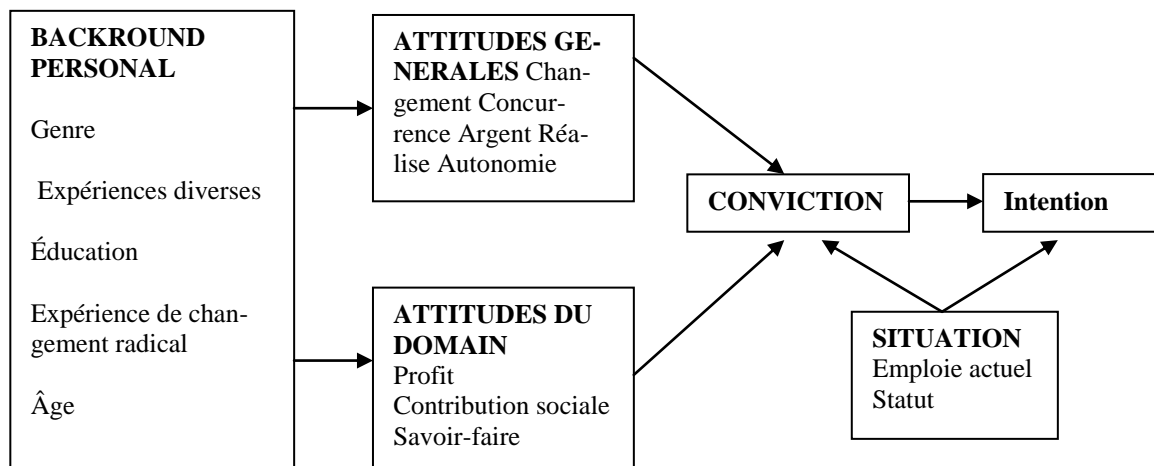 BACKROUND
PERSONAL
Genre
Expériences diverses
Éducation
Expérience de chan-
gement radical
Âge
ATTITUDES GE-
NERALES Chan-
gement Concur-
rence Argent Réa-
lise Autonomie
ATTITUDES DU
DOMAIN
Profit
Contribution sociale
Savoir-faire
CONVICTION
Intention
SITUATION
Emploie actuel
Statut